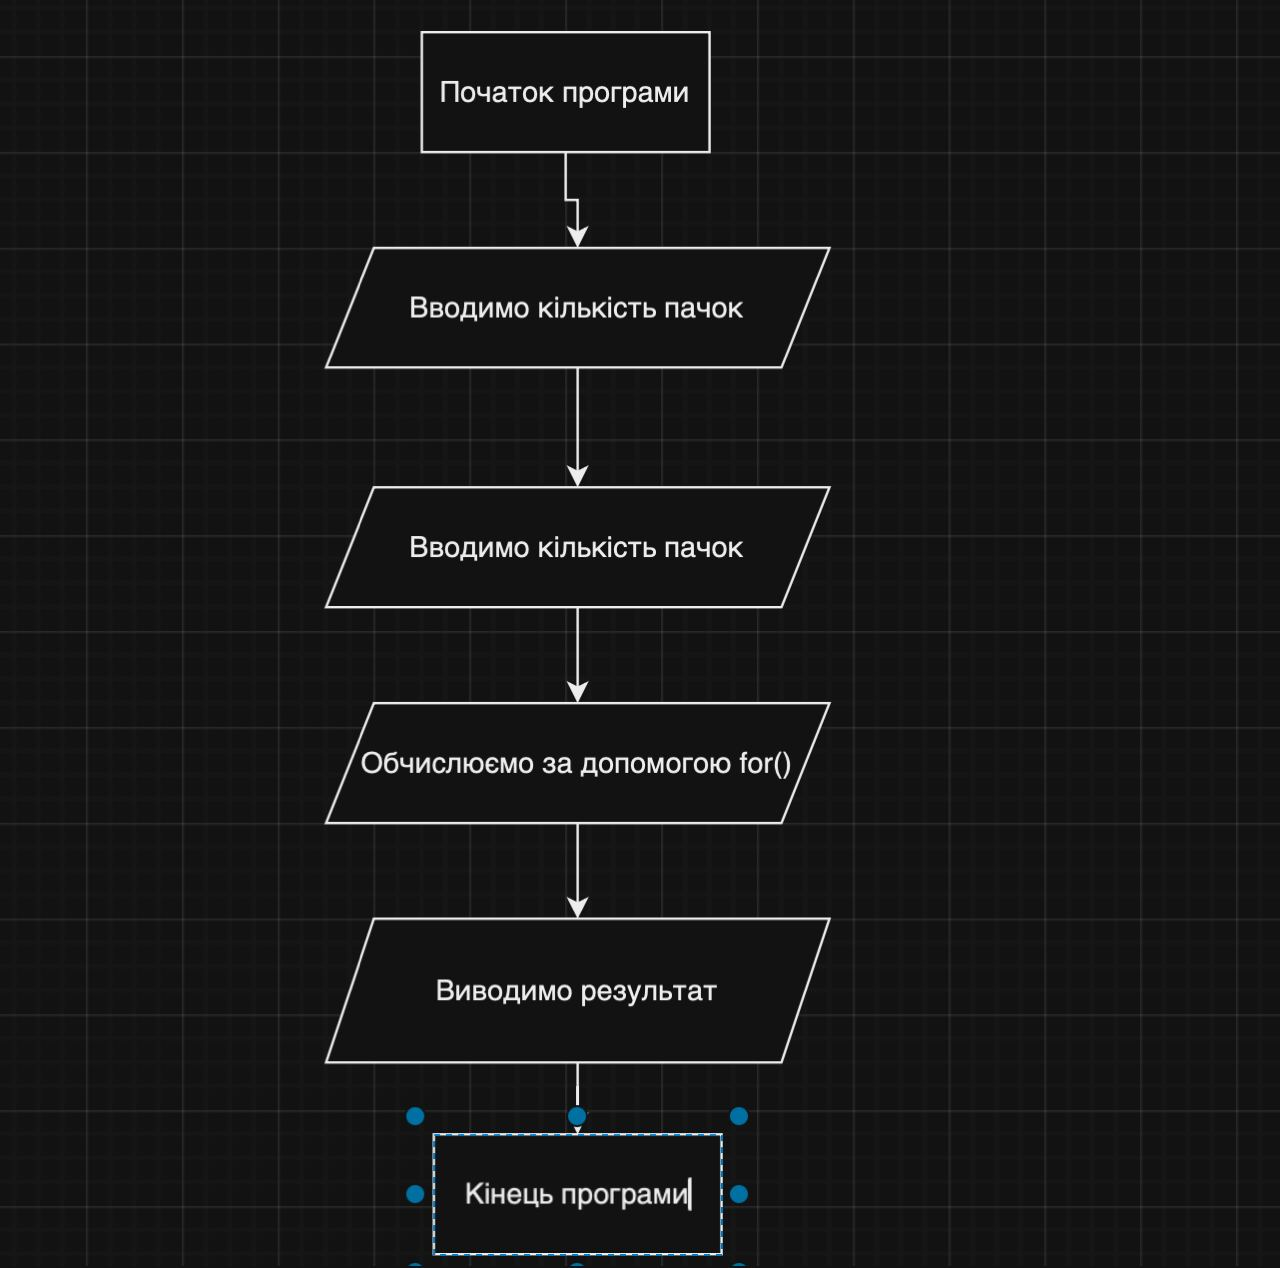 Початок програми
Вводимо кількість пачок
Вводимо кількість пачок
Обчислюємо за допомогою for()
Виводимо результат
Кінець програми